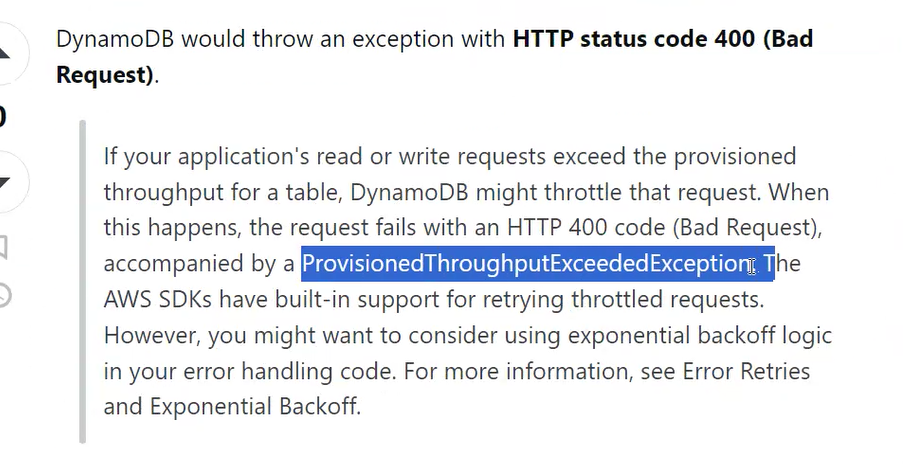 DynamoDB would throw an exception with HTTP status code 400 (Bad
Request).
If your application's read or write requests exceed the provisioned
throughput for a table, DynamoDB might throttle that request. When
this happens, the request fails with an HTTP 400 code (Bad Request),
accompanied by a ProvisionedThroughputExceededException. The
AWS SDKs have built-in support for retrying throttled requests.
However, you might want to consider using exponential backoff logic
in your error handling code. For more information, see Error Retries
and Exponential Backoff.